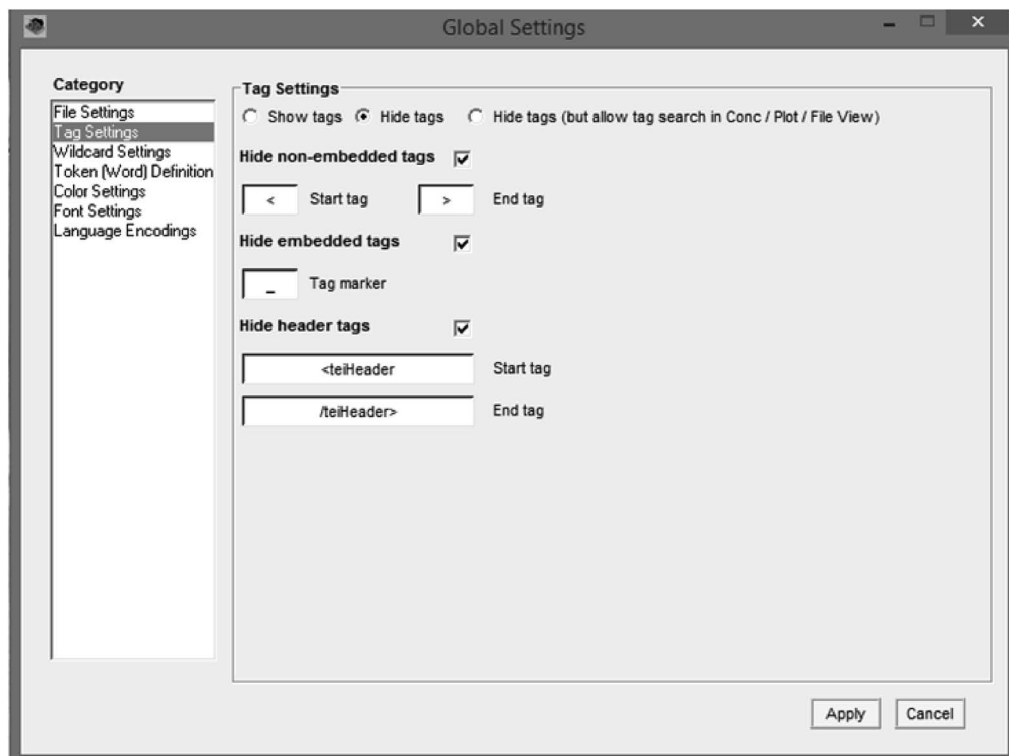 Global Settings
Category
File Settings
Tag Settings
Wildcard Settings
Token (Word) Definition
Color Settings
Font Settings
Language Encodings
Tag Settings
Show tags Hide tags Hide tags (but allow tag search in Conc / Plot / File View)
Hide non-embedded tags
< Start tag > End tag
Hide embedded tags
_ Tag marker
Hide header tags
<teiHeader Start tag
/teiHeader> End tag
Apply Cancel